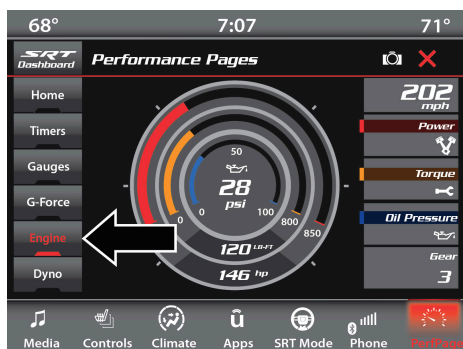 68°
7:07
71°
SRT
Dashboard
Performance Pages
Home
Timers
Gauges
G-Force
Engine
Dyno
50
28
psi
0
0
100
800
850
120 LB-FT
146 hp
202
mph
Power
Torque
Oil Pressure
Gear
3
Media
Controls
Climate
û
Apps
SRT Mode
Phone
PerfPages